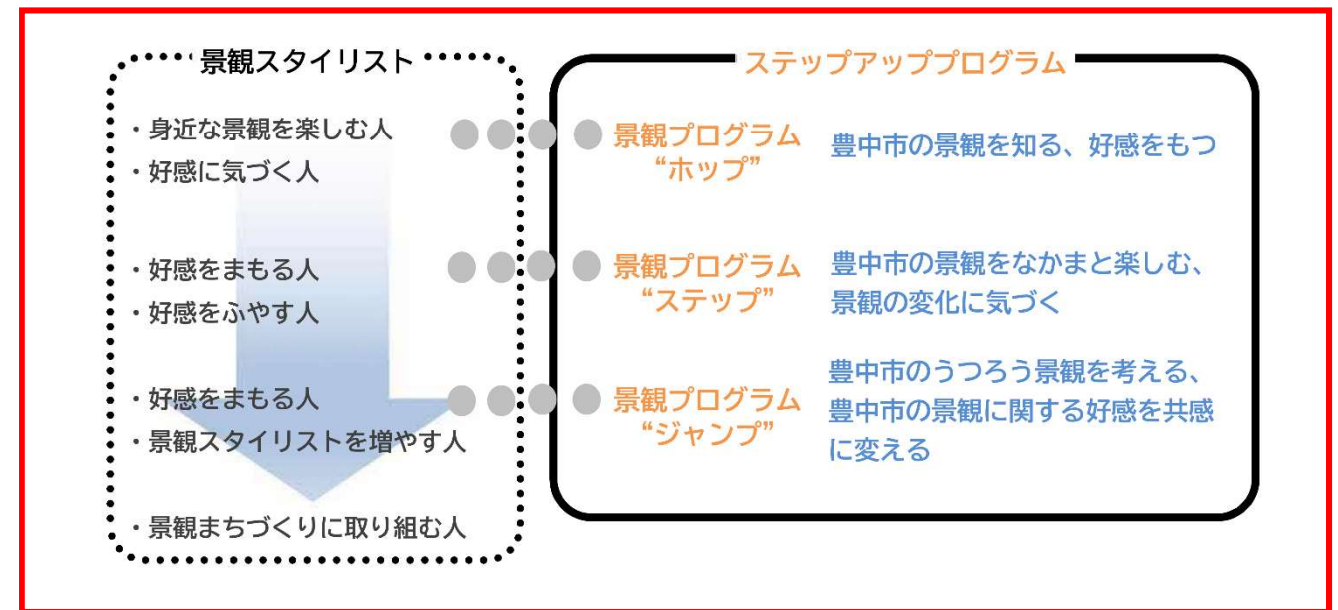 景観スタイリスト
・身近な景観を楽しむ人
・好感に気づく人
・好感をまもる人
・好感をふやす人
・好感をまもる人
・景観スタイリストを増やす人
・景観まちづくりに取り組む人
ステップアッププログラム
景観プログラム
“ホップ”
豊中市の景観を知る、好感をもつ
景観プログラム
“ステップ”
豊中市の景観をなかまと楽しむ、
景観の変化に気づく
景観プログラム
“ジャンプ”
豊中市のうつろう景観を考える、
豊中市の景観に関する好感を共感
に変える